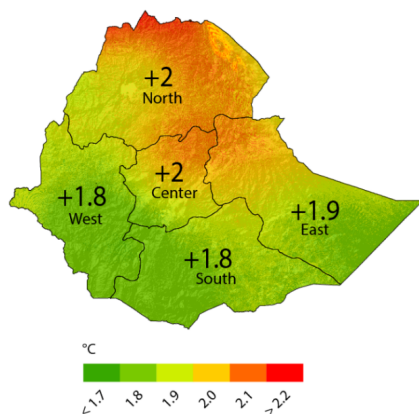 +2
North
+2
Center
+1.8
West
+1.9
East
+1.8
South
°C
< 1.7
1.8
1.9
2.0
2.1
> 2.2